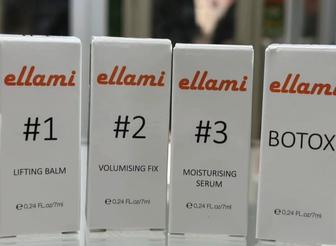 ellami
#1
LIFTING BALM
℮ 0.24 FL.oz/7ml
ellami
#2
VOLUMISING FIX
℮ 0.24 FL.oz/7ml
ellami
#3
MOISTURISING
SERUM
℮ 0.24 FL.oz/7ml
ellami
BOTOX
℮ 0.24 FL.oz/7ml